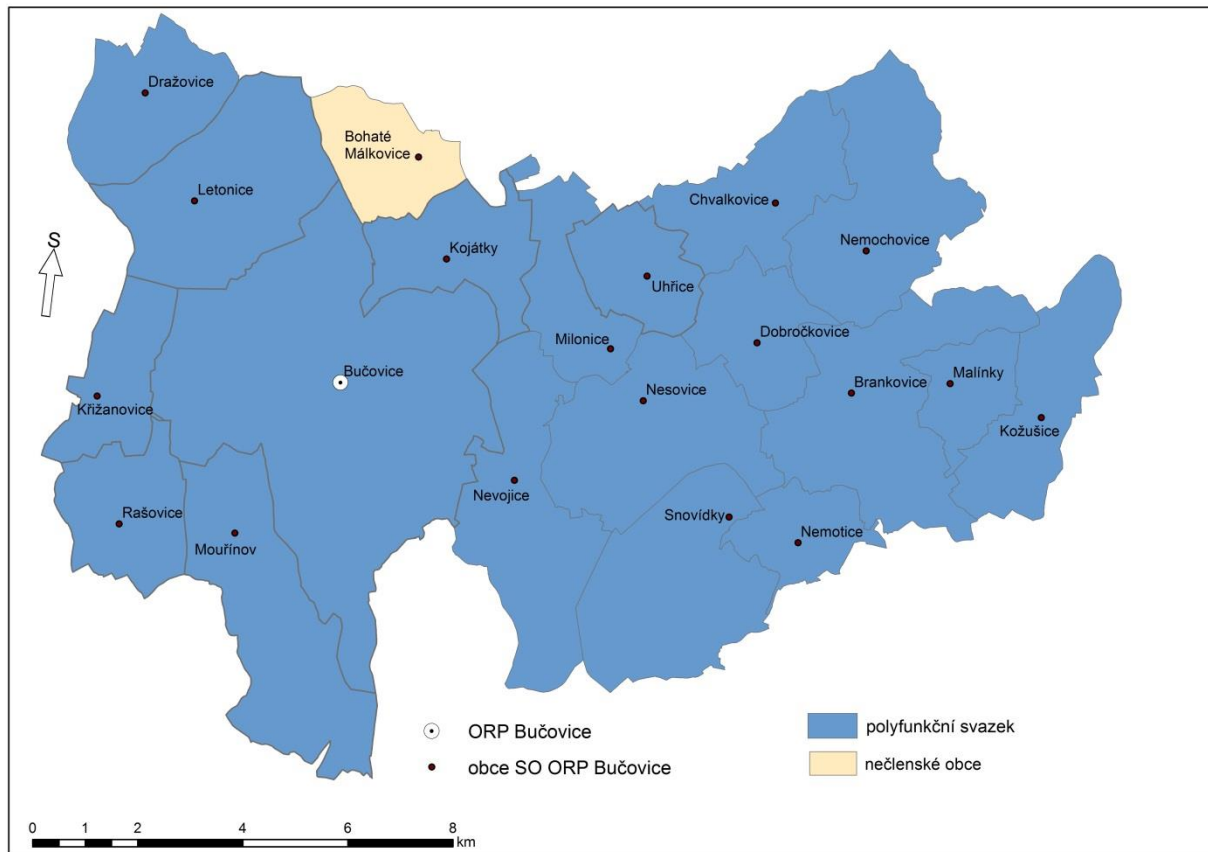 Dražovice
Bohaté
Málkovice
Letonice
Chvalkovice
S
Kojátky
Nemochovice
Uhřice
Milonice
Dobročkovice
Bučovice
Nesovice
Brankovice
Malínky
Křižanovice
Kožušice
Nevojice
Rašovice
Snovídky
Mouřínov
Nemotice
ORP Bučovice
obce SO ORP Bučovice
polyfunkční svazek
nečlenské obce
0 1 2 4 6 8
km